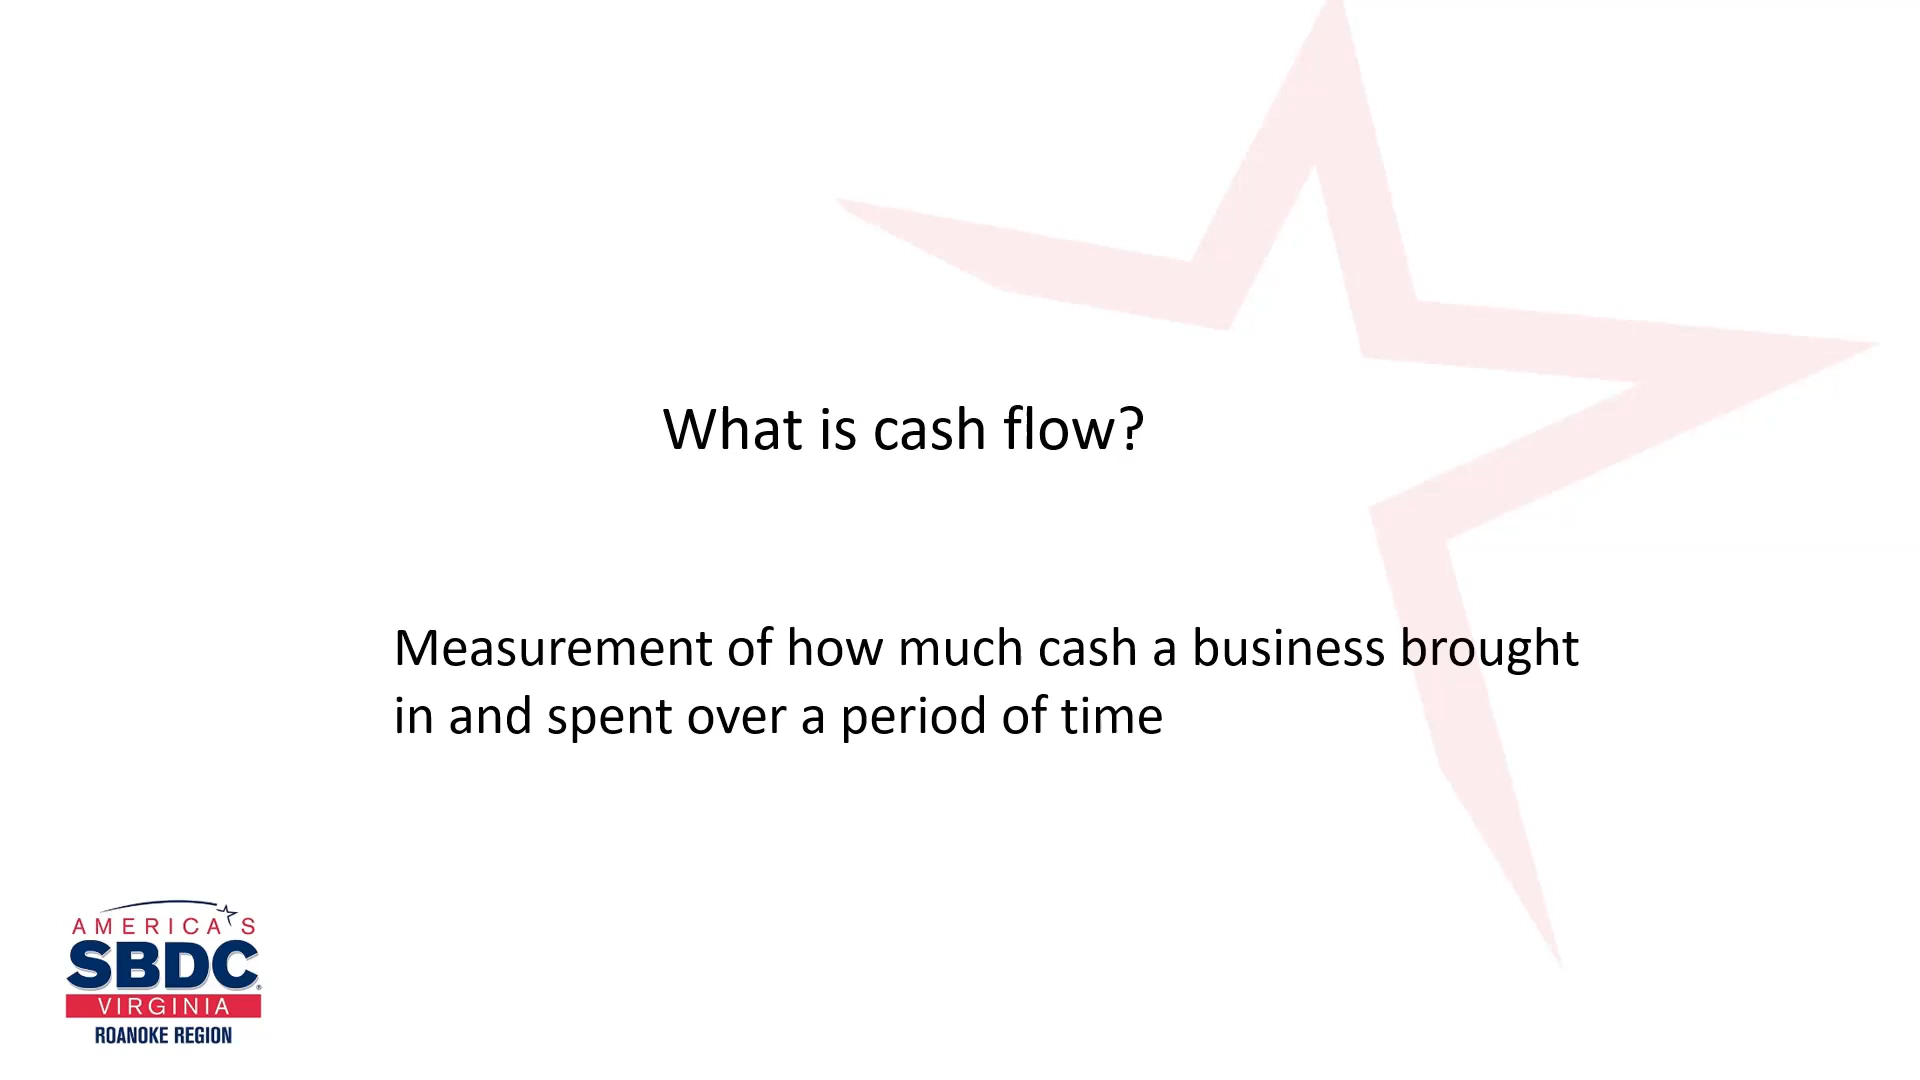 What is cash flow?
Measurement of how much cash a business brought
in and spent over a period of time
AMERICA'S
SBDC®
VIRGINIA
ROANOKE REGION